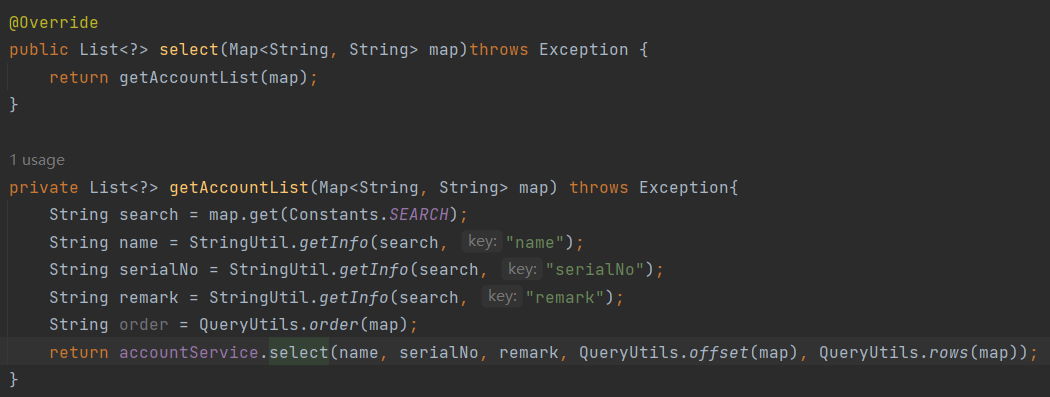 @Override
public List<?> select(Map<String, String> map)throws Exception {
    return getAccountList(map);
}
1 usage
private List<?> getAccountList(Map<String, String> map) throws Exception{
    String search = map.get(Constants.SEARCH);
    String name = StringUtil.getInfo(search, key: "name");
    String serialNo = StringUtil.getInfo(search, key: "serialNo");
    String remark = StringUtil.getInfo(search, key: "remark");
    String order = QueryUtils.order(map);
    return accountService.select(name, serialNo, remark, QueryUtils.offset(map), QueryUtils.rows(map));
}